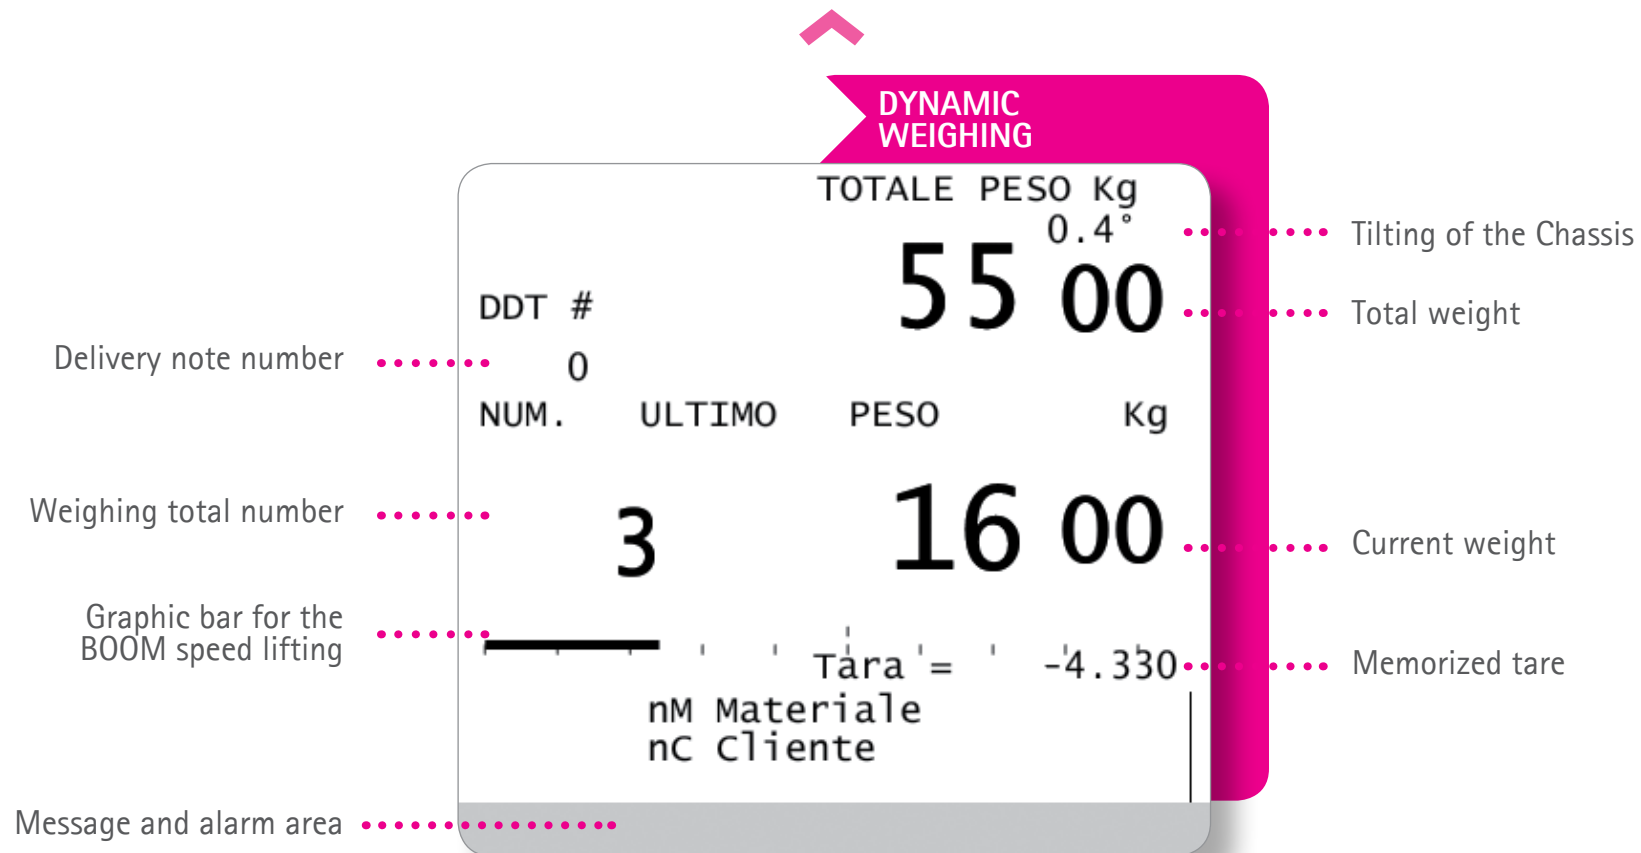 DYNAMIC
WEIGHING
TOTALE PESO Kg
0.4°
Tilting of the Chassis
55 00
Total weight
DDT #
Delivery note number
0
NUM. ULTIMO PESO Kg
Weighing total number
3
16 00
Current weight
Graphic bar for the
BOOM speed lifting
Tara = -4.330
Memorized tare
nM Materiale
nC Cliente
Message and alarm area